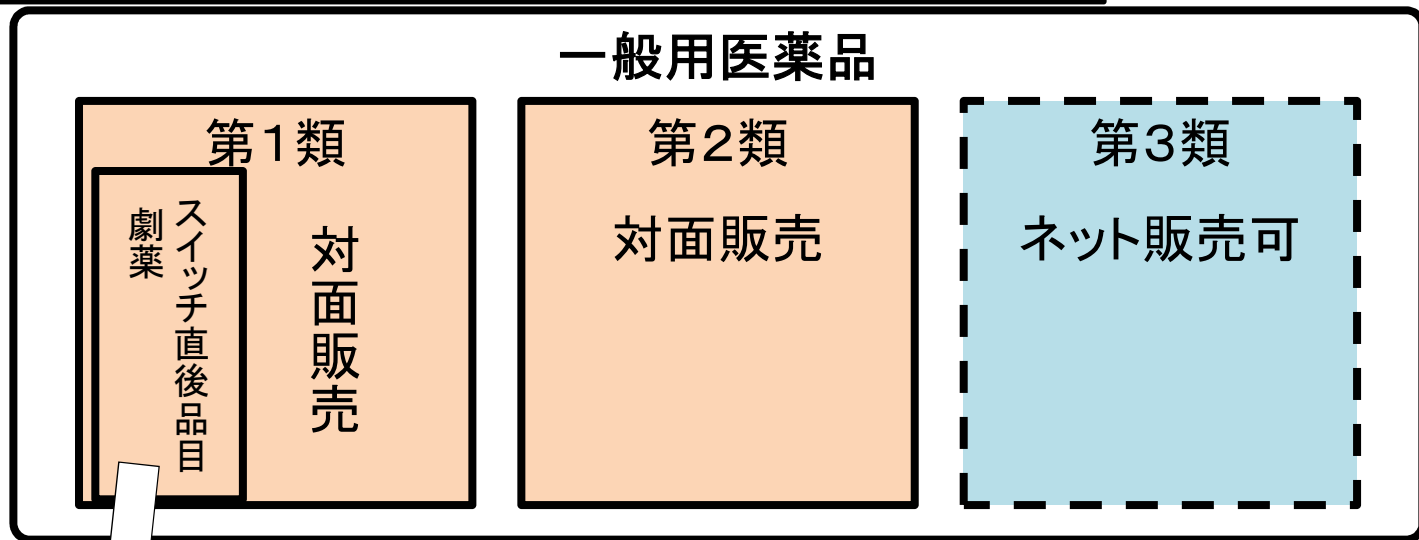 一般用医薬品
第１類
スイッチ直後品目
劇薬
対面販売
第２類
対面販売
第３類
ネット販売可